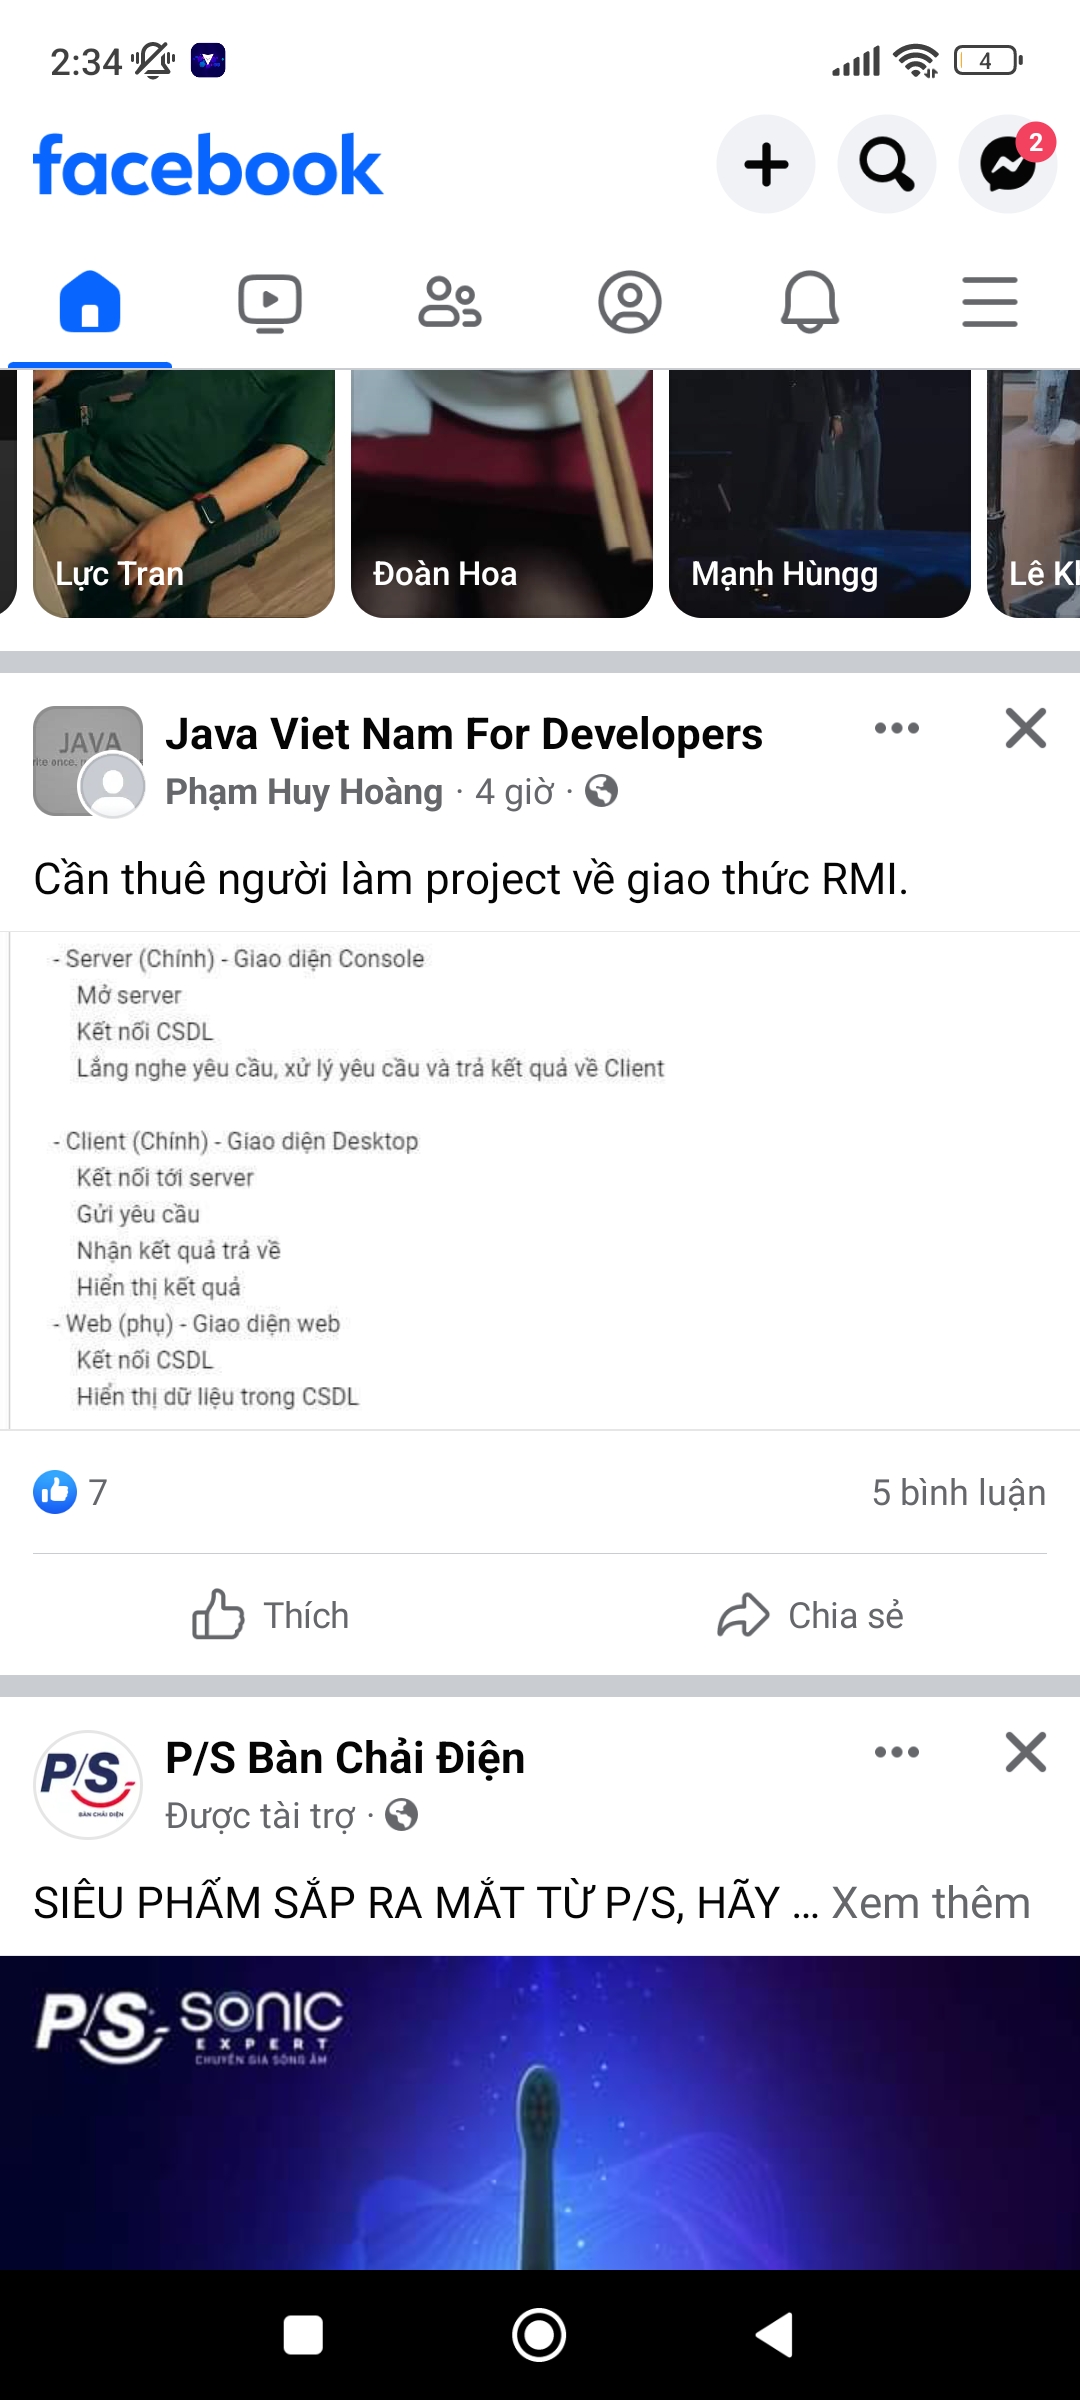 2:34
4
facebook
2
Lực Tran
Đoàn Hoa
Mạnh Hùngg
Lê K
JAVA
Java Viet Nam For Developers
Phạm Huy Hoàng · 4 giờ ·
Cần thuê người làm project về giao thức RMI.
- Server (Chính) - Giao diện Console
Mở server
Kết nối CSDL
Lắng nghe yêu cầu, xử lý yêu cầu và trả kết quả về Client
- Client (Chính) - Giao diện Desktop
Kết nối tới server
Gửi yêu cầu
Nhận kết quả trả về
Hiển thị kết quả
- Web (phụ) - Giao diện web
Kết nối CSDL
Hiển thị dữ liệu trong CSDL
7
5 bình luận
Thích
Chia sẻ
P/S
BÀN CHẢI ĐIỆN
P/S Bàn Chải Điện
Được tài trợ ·
SIÊU PHẨM SẮP RA MẮT TỪ P/S, HÃY ... Xem thêm
P/S SONIC
EXPERT
CHUYÊN GIA SÓNG ÂM